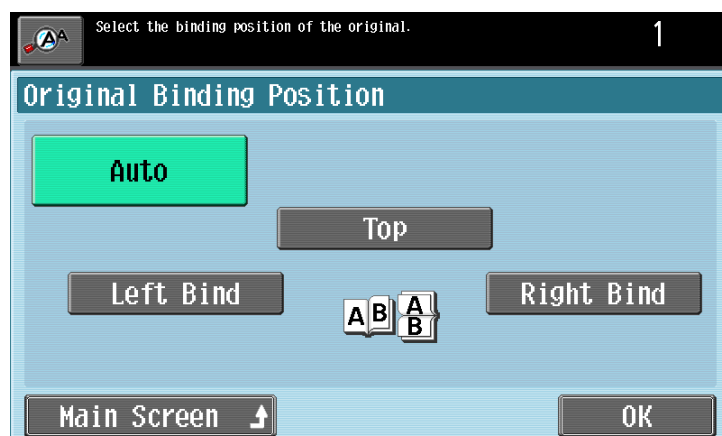 AA
Select the binding position of the original.
1
Original Binding Position
Auto
Top
Left Bind
Right Bind
A B
A
B
Main Screen
OK